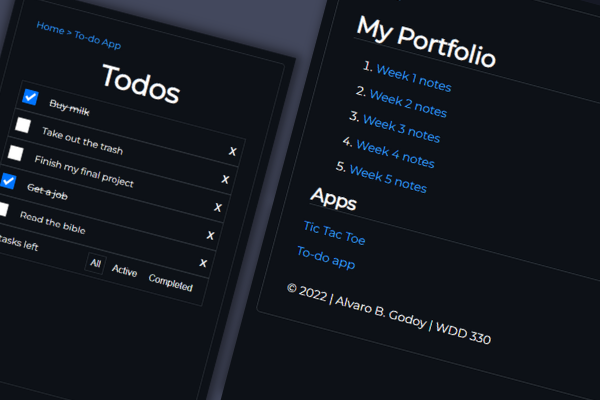 Home > To-do App
Todos
Buy milk
x
Take out the trash
x
Finish my final project
x
Get a job
x
Read the bible
x
tasks left
All
Active
Completed
My Portfolio
1. Week 1 notes
2. Week 2 notes
3. Week 3 notes
4. Week 4 notes
5. Week 5 notes
Apps
Tic Tac Toe
To-do app
© 2022 | Alvaro B. Godoy | WDD 330